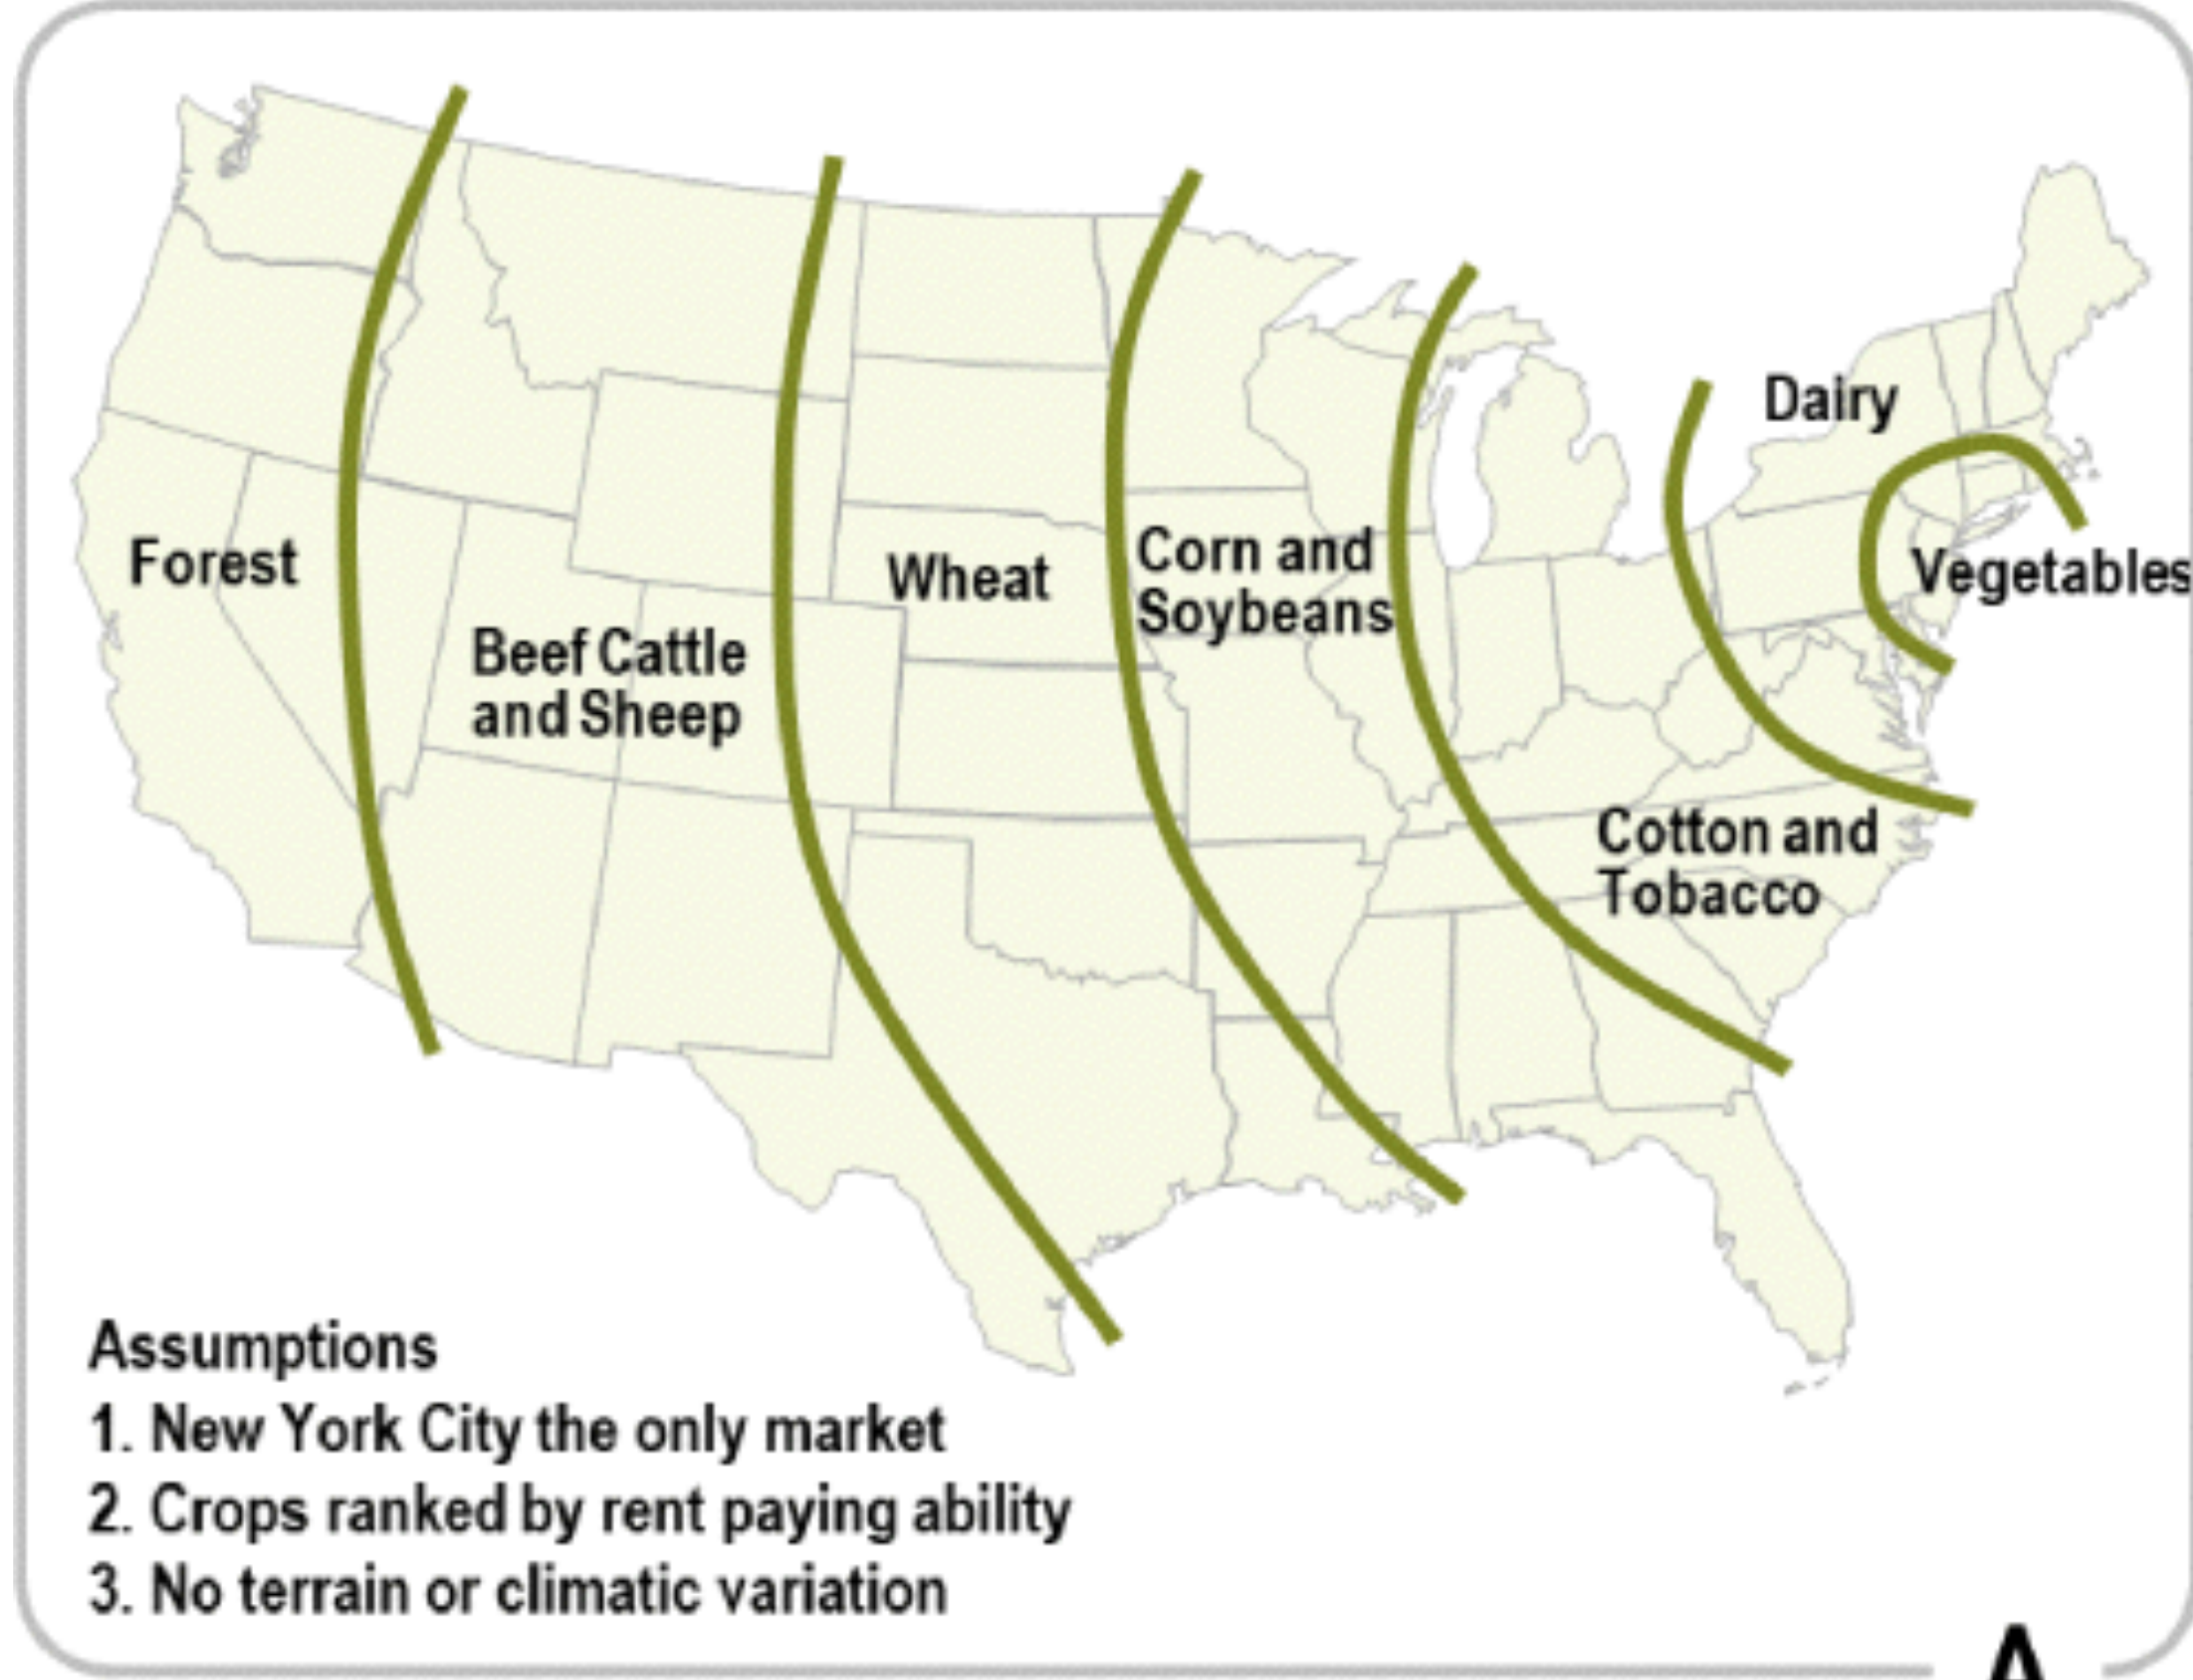 Dairy
Forest
Wheat
Corn and
Soybeans
Vegetables
Beef Cattle
and Sheep
Cotton and
Tobacco
Assumptions
1. New York City the only market
2. Crops ranked by rent paying ability
3. No terrain or climatic variation
A